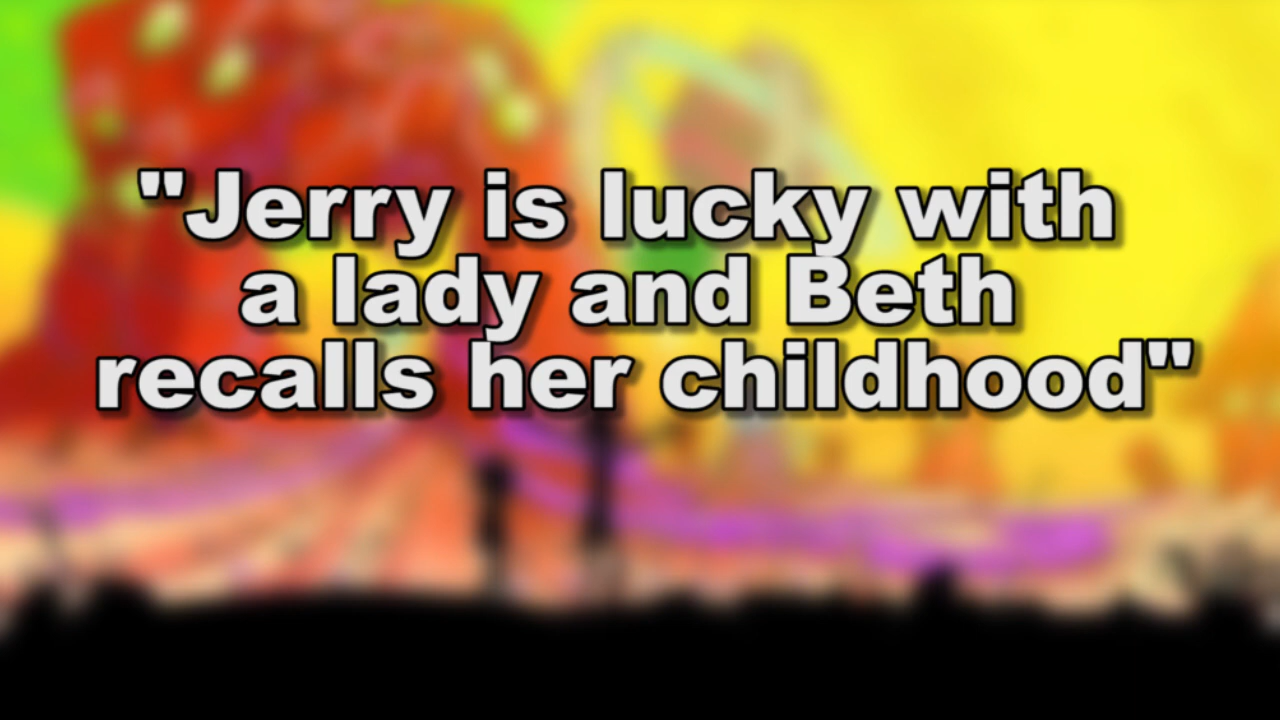 "Jerry is lucky with
a lady and Beth
recalls her childhood"